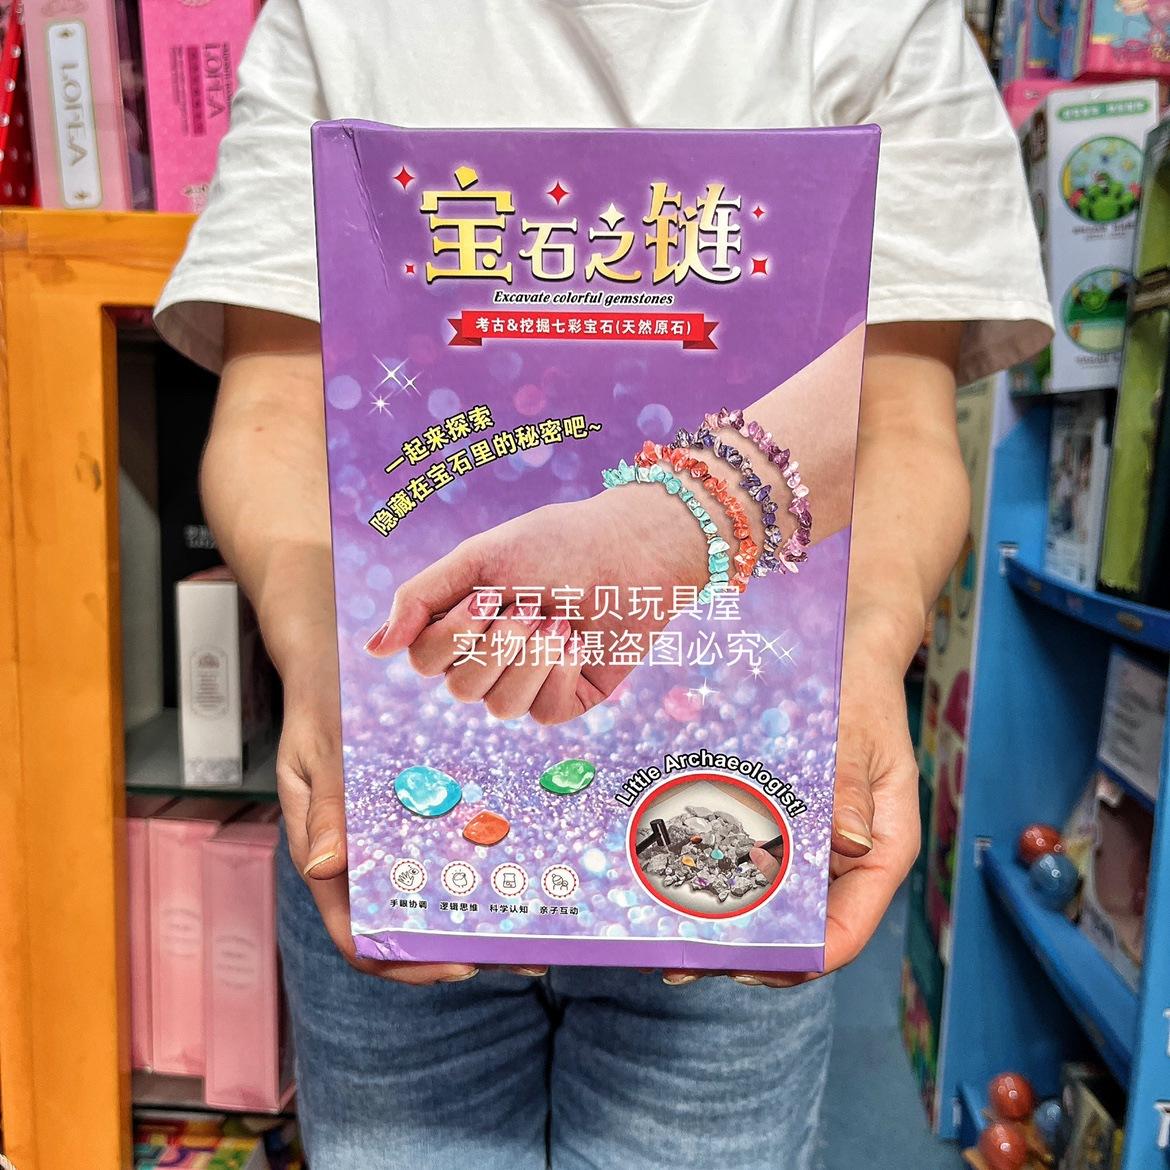 宝石之链
Excavate colorful gemstones
考古&挖掘七彩宝石(天然原石)
一起来探索
隐藏在宝石里的秘密吧~
豆豆宝贝玩具屋
实物拍摄盗图必究
Little Archaeologist!
手眼协调 逻辑思维 科学认知 亲子互动
LOFLA
LOFLA